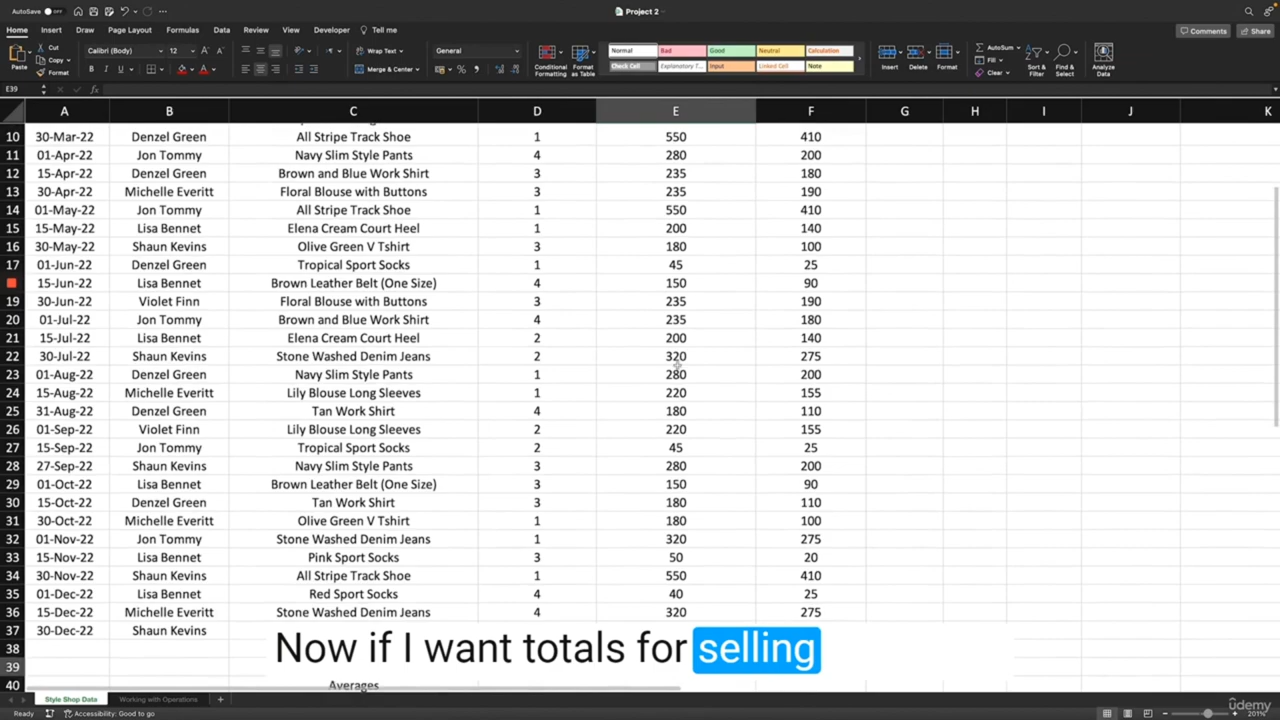 AutoSave OFF
Project 2
Home Insert Draw Page Layout Formulas Data Page Layout Review View Developer Tell me
Comments Share
Paste Cut Copy Format
Calibri (Body) 12
B
Wrap Text
Merge & Center
General
Conditional Formatting
Format as Table
Normal Bad Good Neutral Calculation
Check Cell Explanatory T... Input Linked Cell Note
Insert Delete Format
AutoSum Fill Clear
Sort & Filter
Find & Select
Analyze Data
E39 fx
A B C D E F G H I J K
10 30-Mar-22 Denzel Green All Stripe Track Shoe 1 550 410
11 01-Apr-22 Jon Tommy Navy Slim Style Pants 4 280 200
12 15-Apr-22 Denzel Green Brown and Blue Work Shirt 3 235 180
13 30-Apr-22 Michelle Everitt Floral Blouse with Buttons 3 235 190
14 01-May-22 Jon Tommy All Stripe Track Shoe 1 550 410
15 15-May-22 Lisa Bennet Elena Cream Court Heel 1 200 140
16 30-May-22 Shaun Kevins Olive Green V Tshirt 3 180 100
17 01-Jun-22 Denzel Green Tropical Sport Socks 1 45 25
15-Jun-22 Lisa Bennet Brown Leather Belt (One Size) 4 150 90
19 30-Jun-22 Violet Finn Floral Blouse with Buttons 3 235 190
20 01-Jul-22 Jon Tommy Brown and Blue Work Shirt 4 235 180
21 15-Jul-22 Lisa Bennet Elena Cream Court Heel 2 200 140
22 30-Jul-22 Shaun Kevins Stone Washed Denim Jeans 2 320 275
23 01-Aug-22 Denzel Green Navy Slim Style Pants 1 280 200
24 15-Aug-22 Michelle Everitt Lily Blouse Long Sleeves 1 220 155
25 31-Aug-22 Denzel Green Tan Work Shirt 4 180 110
26 01-Sep-22 Violet Finn Lily Blouse Long Sleeves 2 220 155
27 15-Sep-22 Jon Tommy Tropical Sport Socks 2 45 25
28 27-Sep-22 Shaun Kevins Navy Slim Style Pants 3 280 200
29 01-Oct-22 Lisa Bennet Brown Leather Belt (One Size) 3 150 90
30 15-Oct-22 Denzel Green Tan Work Shirt 3 180 110
31 30-Oct-22 Michelle Everitt Olive Green V Tshirt 1 180 100
32 01-Nov-22 Jon Tommy Stone Washed Denim Jeans 1 320 275
33 15-Nov-22 Lisa Bennet Pink Sport Socks 3 50 20
34 30-Nov-22 Shaun Kevins All Stripe Track Shoe 1 550 410
35 01-Dec-22 Lisa Bennet Red Sport Socks 4 40 25
36 15-Dec-22 Michelle Everitt Stone Washed Denim Jeans 4 320 275
37 30-Dec-22 Shaun Kevins
Now if I want totals for selling
38
39
40 Averages
Style Shop Data Working with Operations +
Ready Accessibility: Good to go 201%
udemy